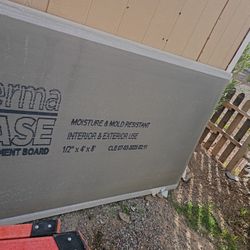 erma
MOISTURE & MOLD RESISTANT
ASE
INTERIOR & EXTERIOR USE
MENT BOARD
1/2" x 4' x 8'